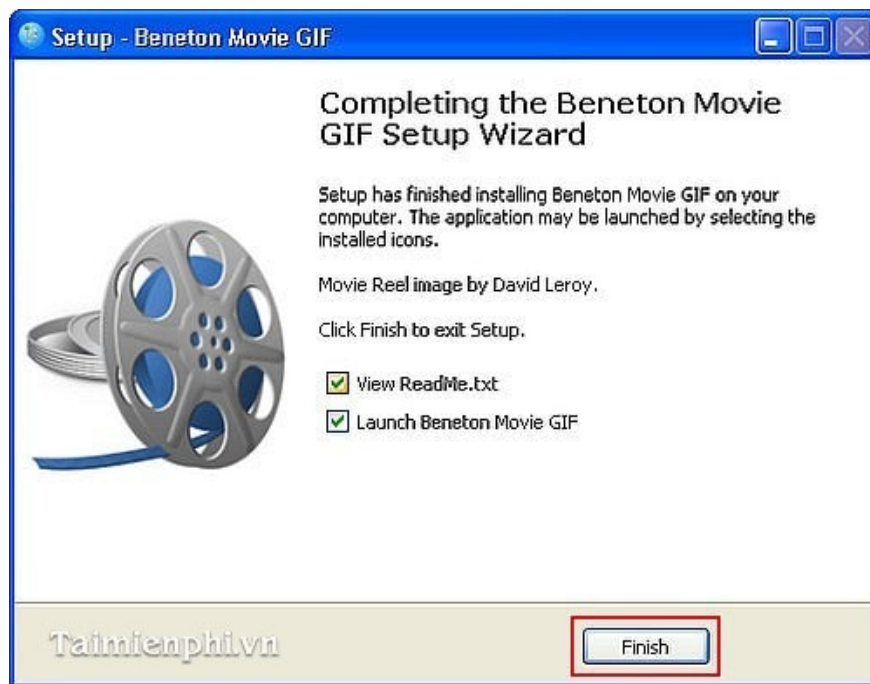 Setup - Beneton Movie GIF
Completing the Beneton Movie
GIF Setup Wizard
Setup has finished installing Beneton Movie GIF on your
computer. The application may be launched by selecting the
installed icons.
Movie Reel image by David Leroy.
Click Finish to exit Setup.
View ReadMe.txt
Launch Beneton Movie GIF
Taimienphi.vn
Finish